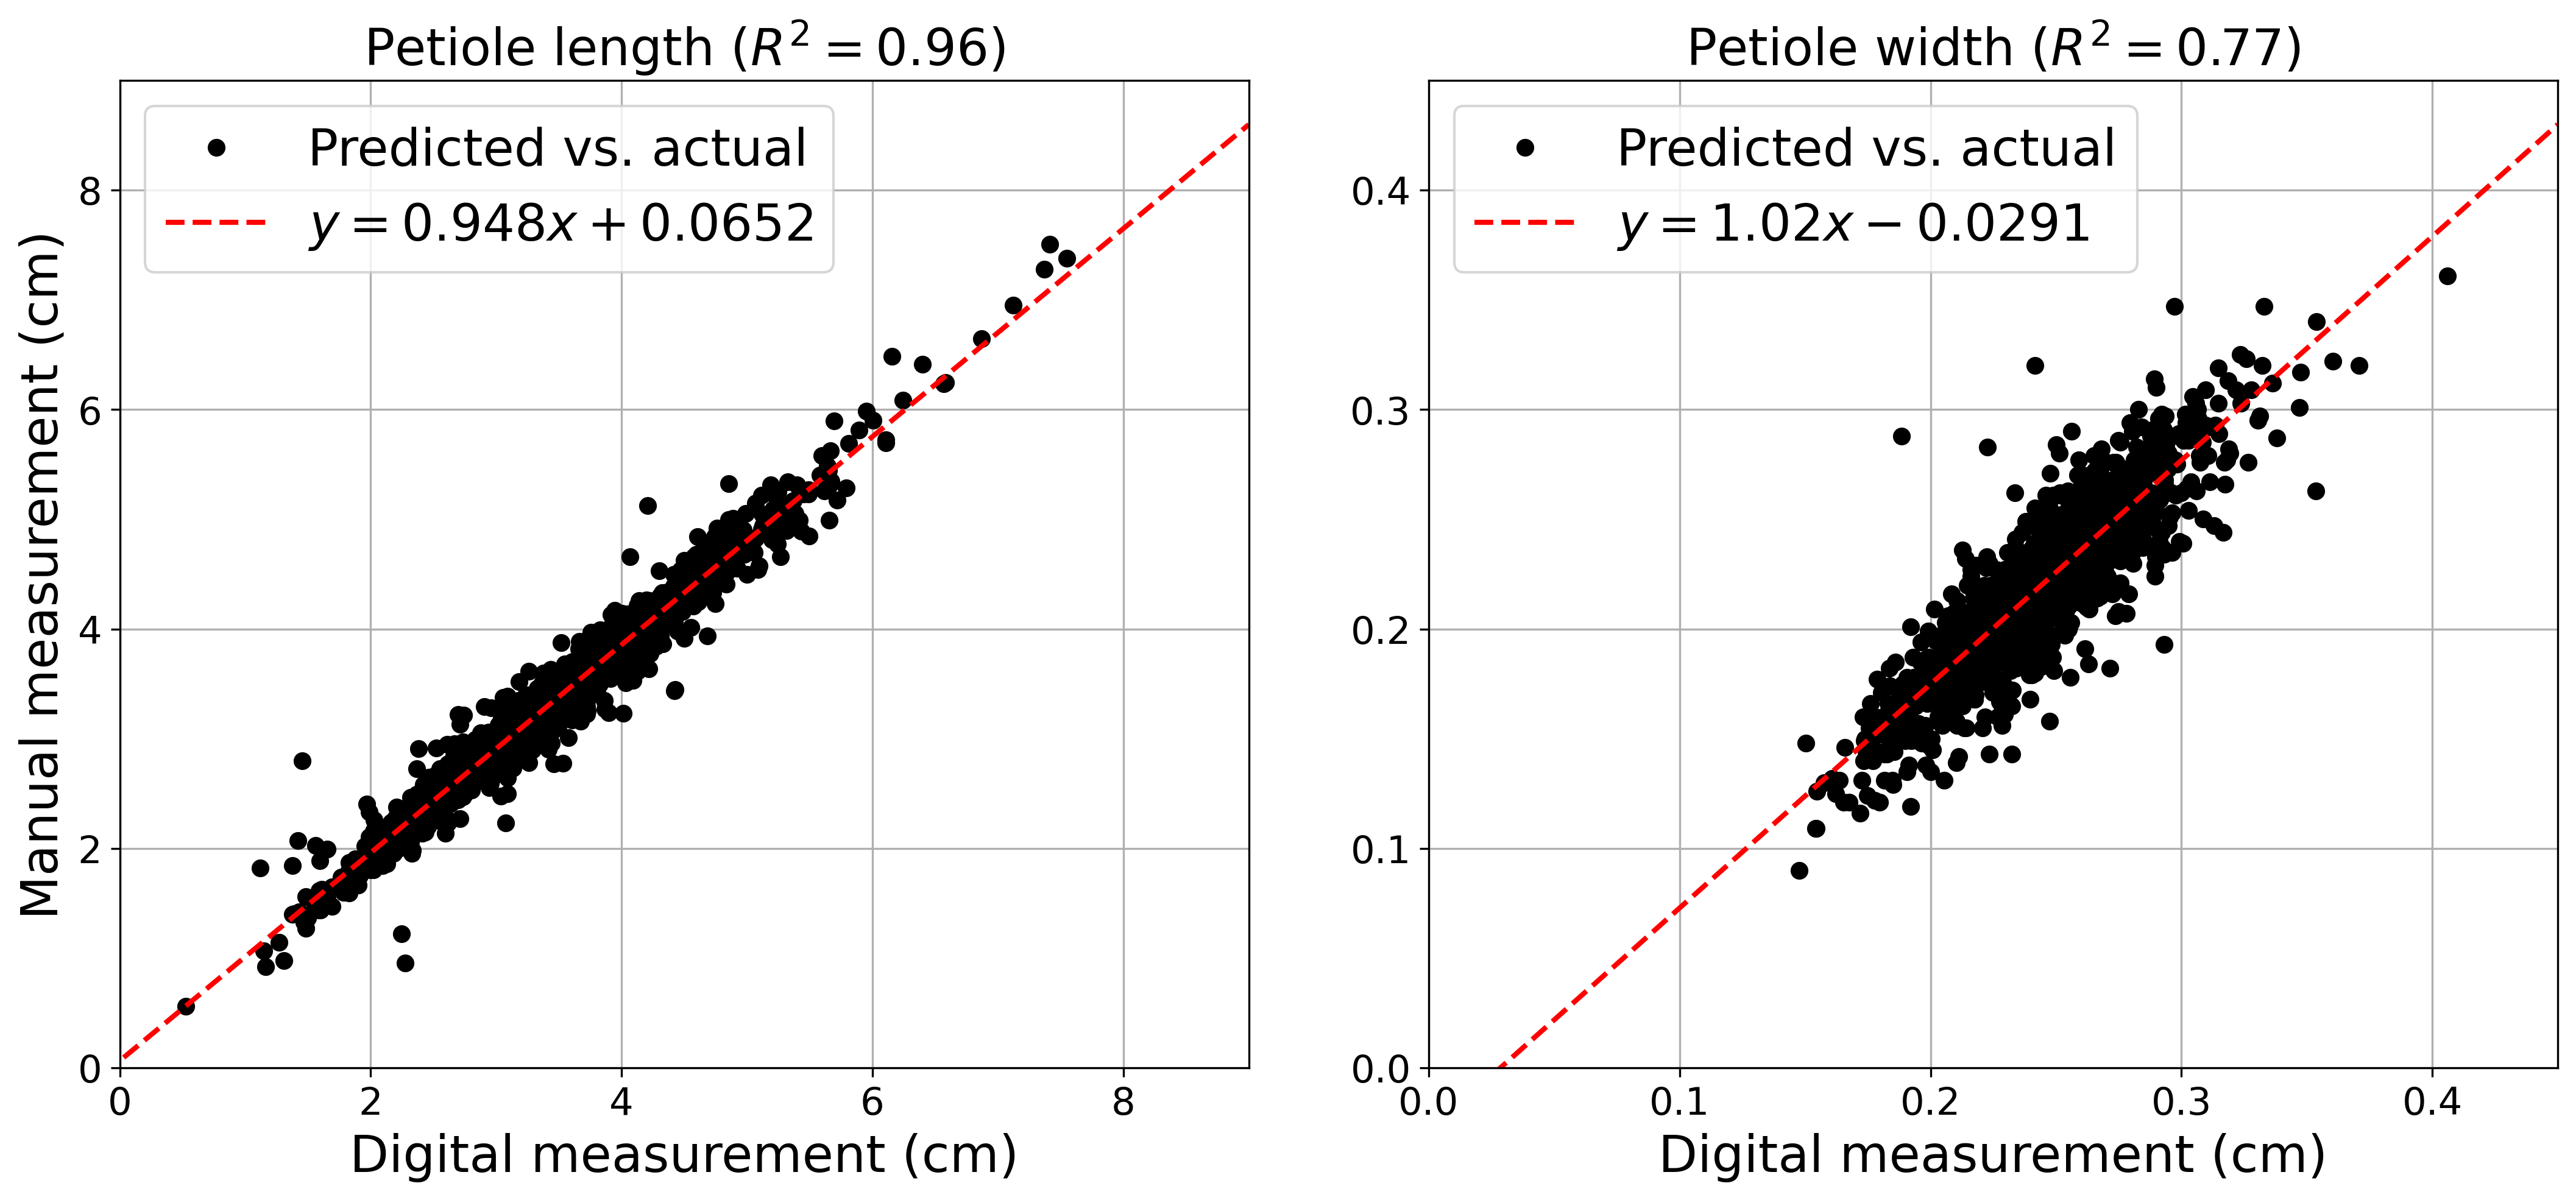 Petiole length (R² = 0.96)
Predicted vs. actual
y = 0.948x + 0.0652
Manual measurement (cm)
8
6
4
2
0
0 2 4 6 8
Digital measurement (cm)
Petiole width (R² = 0.77)
Predicted vs. actual
y = 1.02x − 0.0291
0.4
0.3
0.2
0.1
0.0
0.0 0.1 0.2 0.3 0.4
Digital measurement (cm)